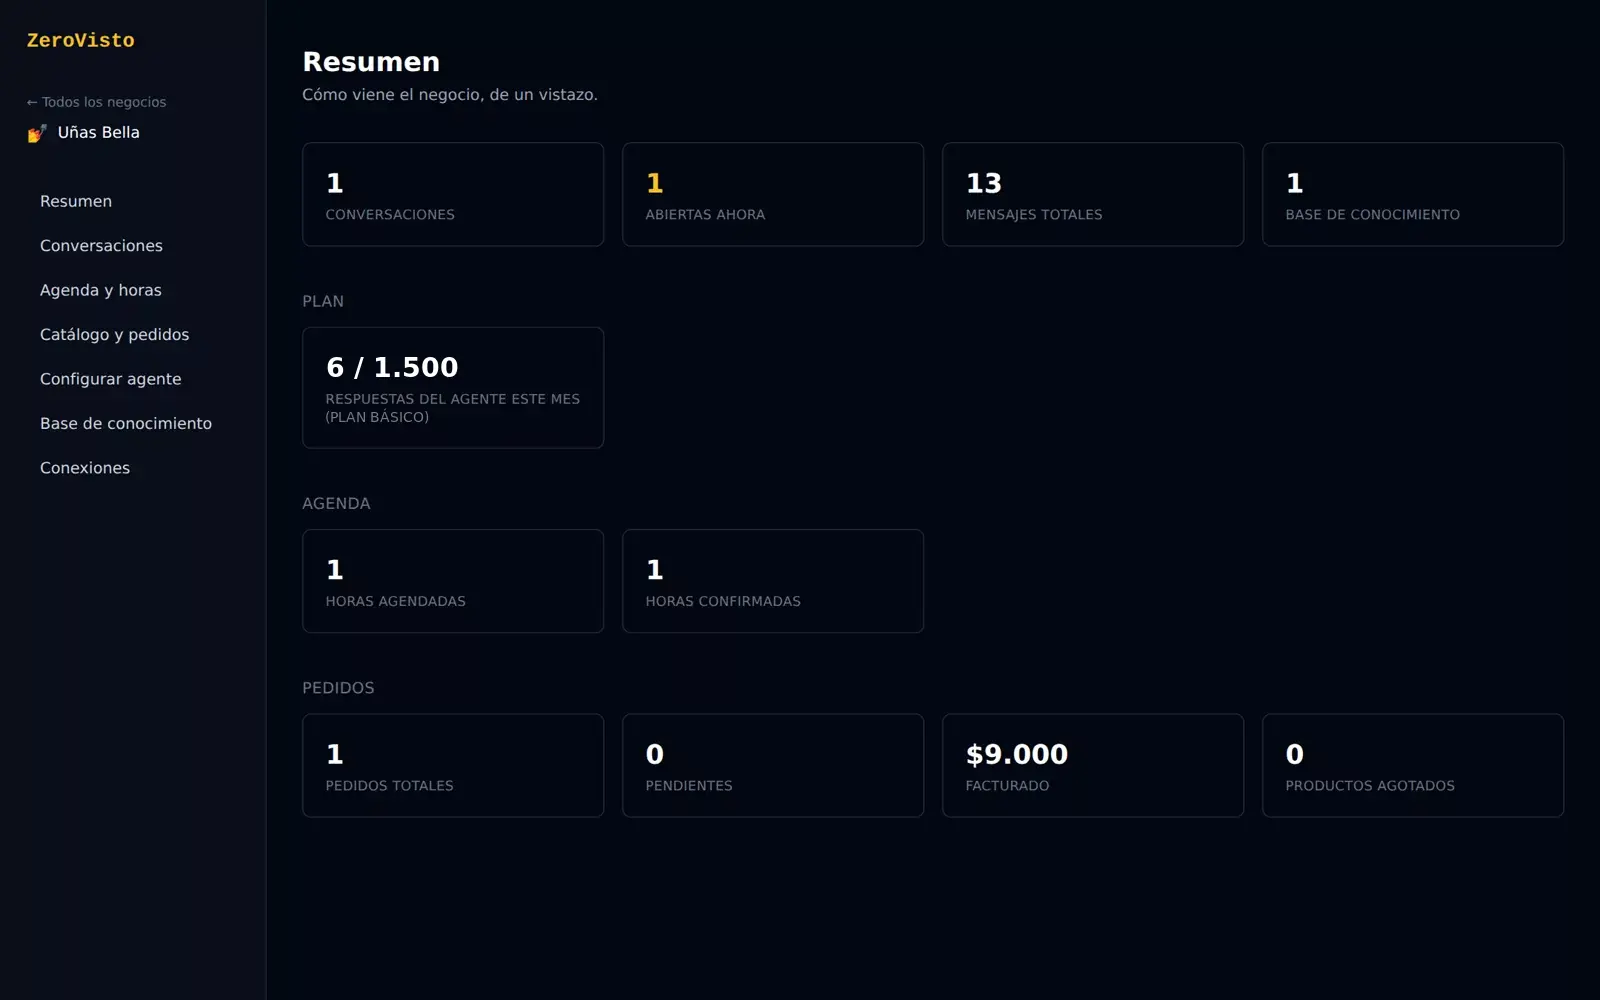 ZeroVisto
← Todos los negocios
Uñas Bella
Resumen
Conversaciones
Agenda y horas
Catálogo y pedidos
Configurar agente
Base de conocimiento
Conexiones
Resumen
Cómo viene el negocio, de un vistazo.
1
CONVERSACIONES
1
ABIERTAS AHORA
13
MENSAJES TOTALES
1
BASE DE CONOCIMIENTO
PLAN
6 / 1.500
RESPUESTAS DEL AGENTE ESTE MES
(PLAN BÁSICO)
AGENDA
1
HORAS AGENDADAS
1
HORAS CONFIRMADAS
PEDIDOS
1
PEDIDOS TOTALES
0
PENDIENTES
$9.000
FACTURADO
0
PRODUCTOS AGOTADOS